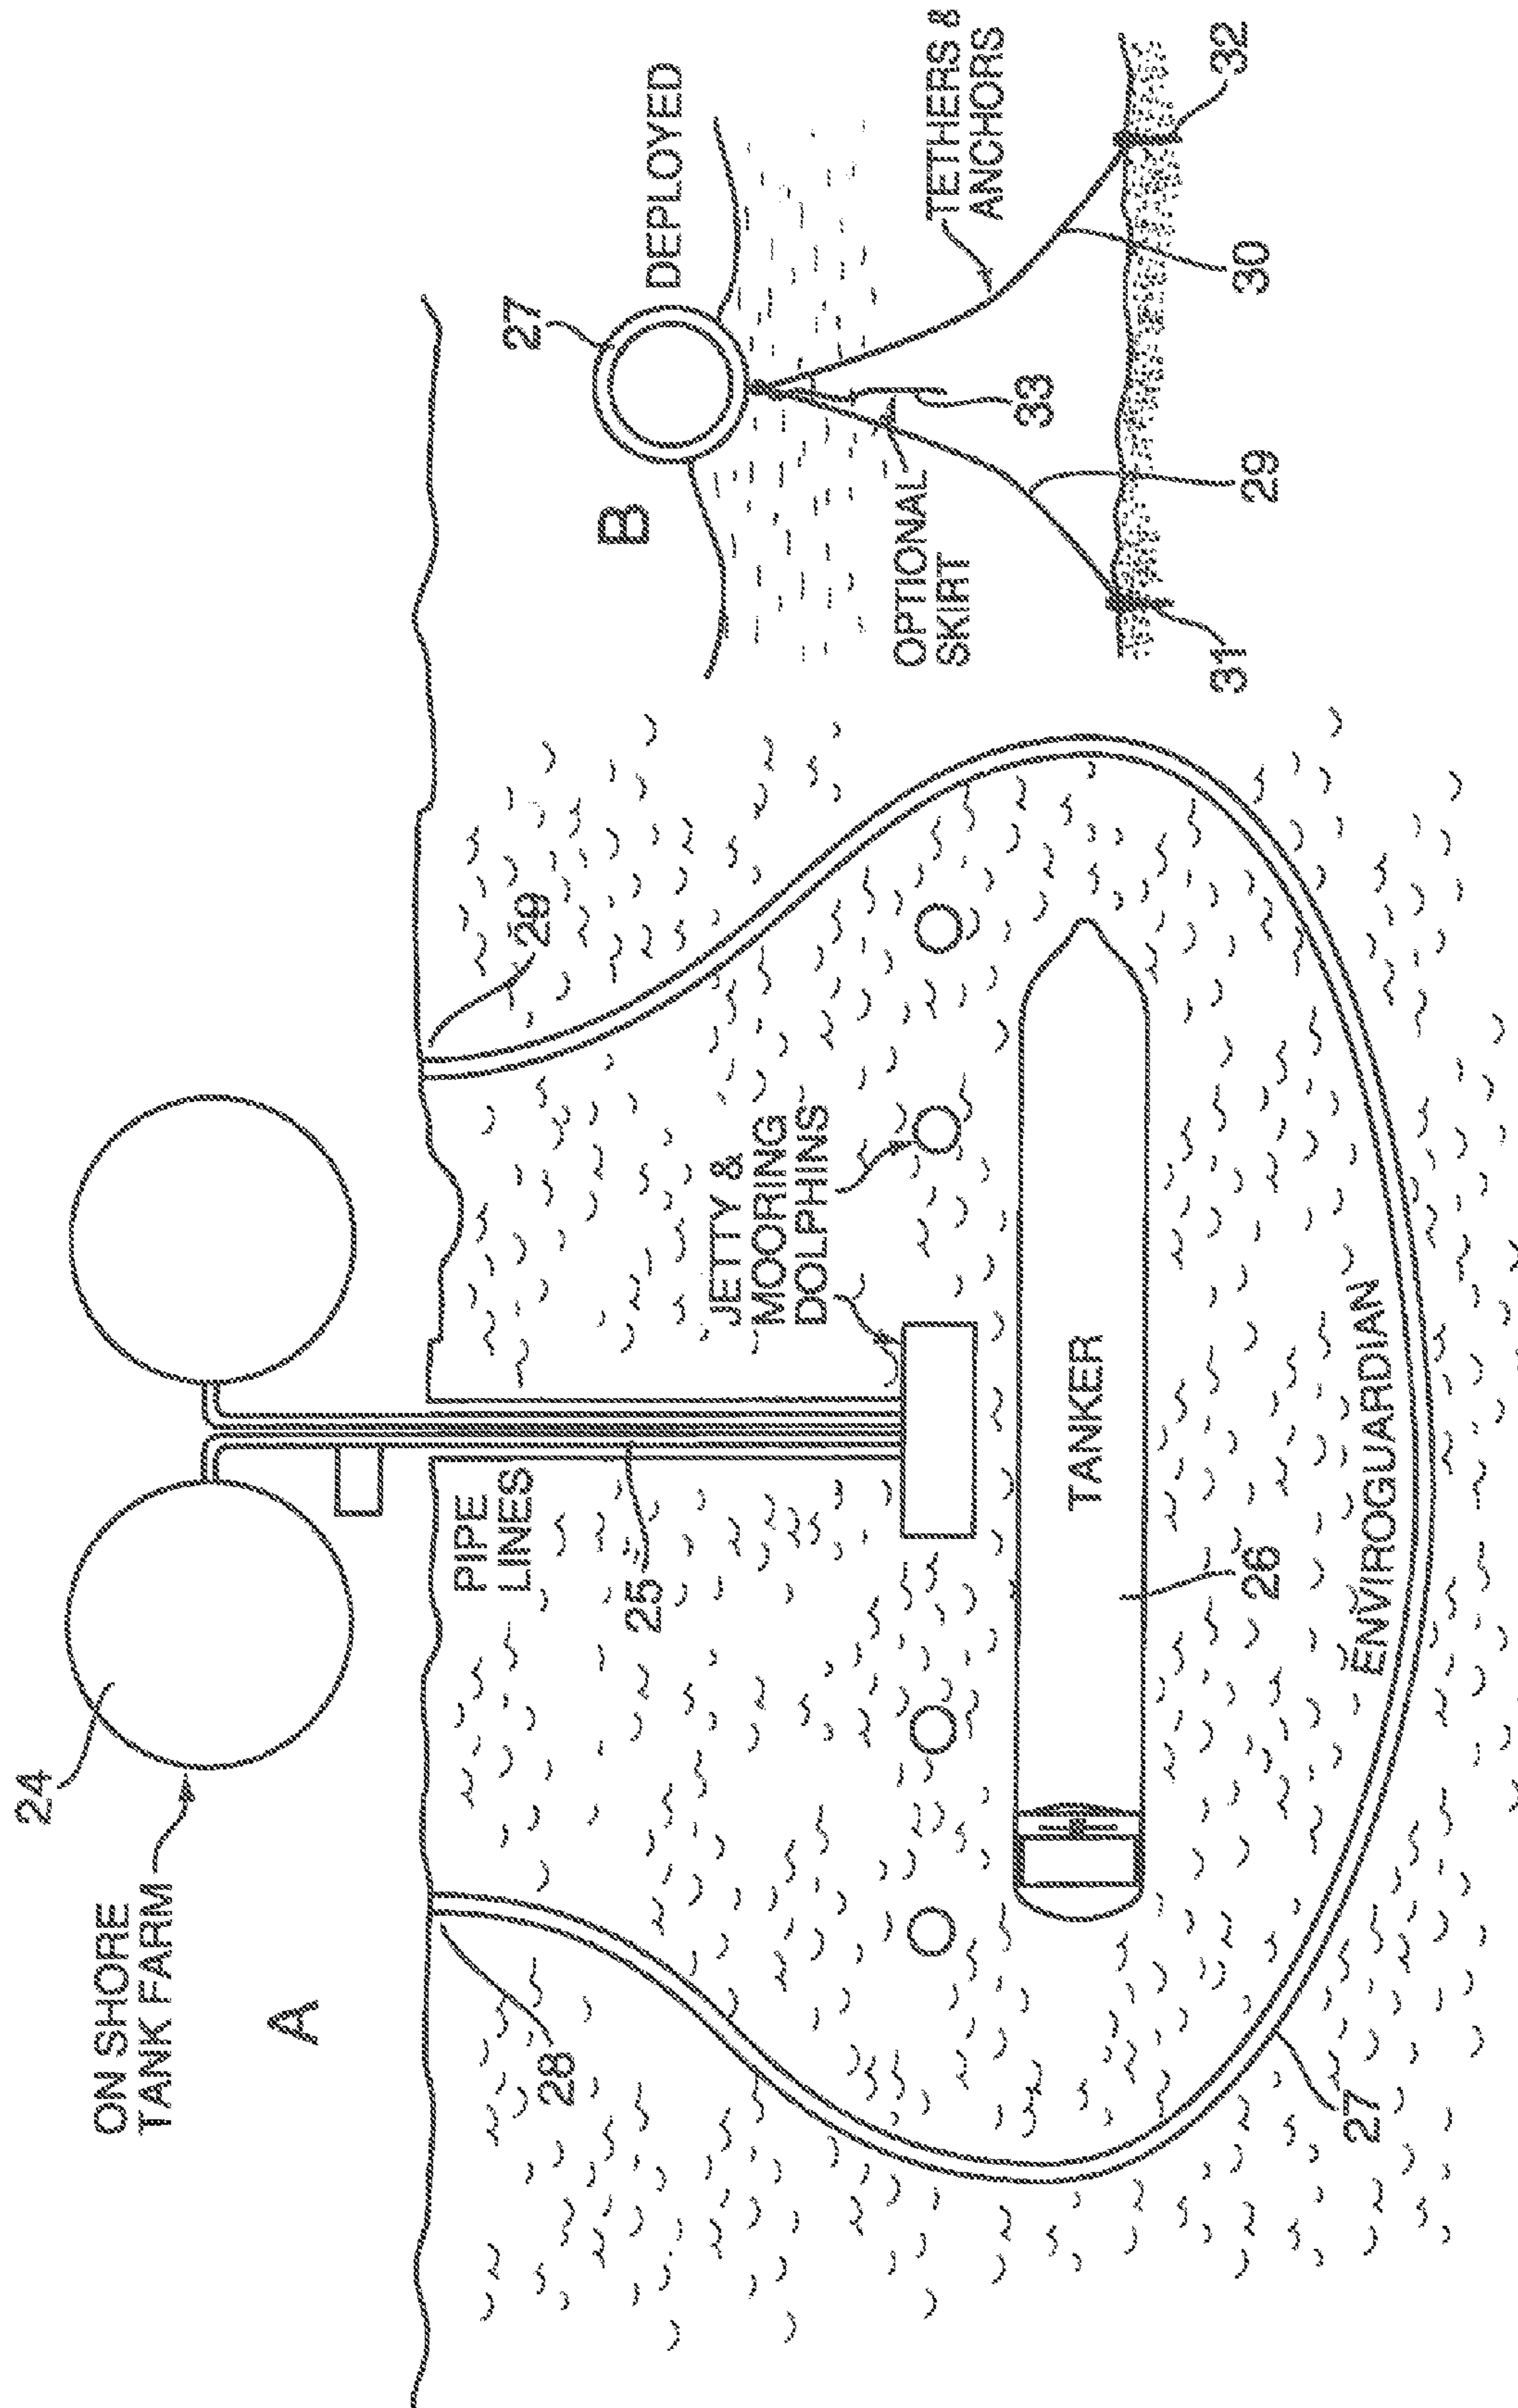 ON SHORE
TANK FARM
24
A
PIPE
LINES
25
28
29
JETTY &
MOORING
DOLPHINS
TANKER
26
ENVIROGUARDIAN
27
B
27
DEPLOYED
OPTIONAL
SKIRT
33
TETHERS &
ANCHORS
29
30
31
32